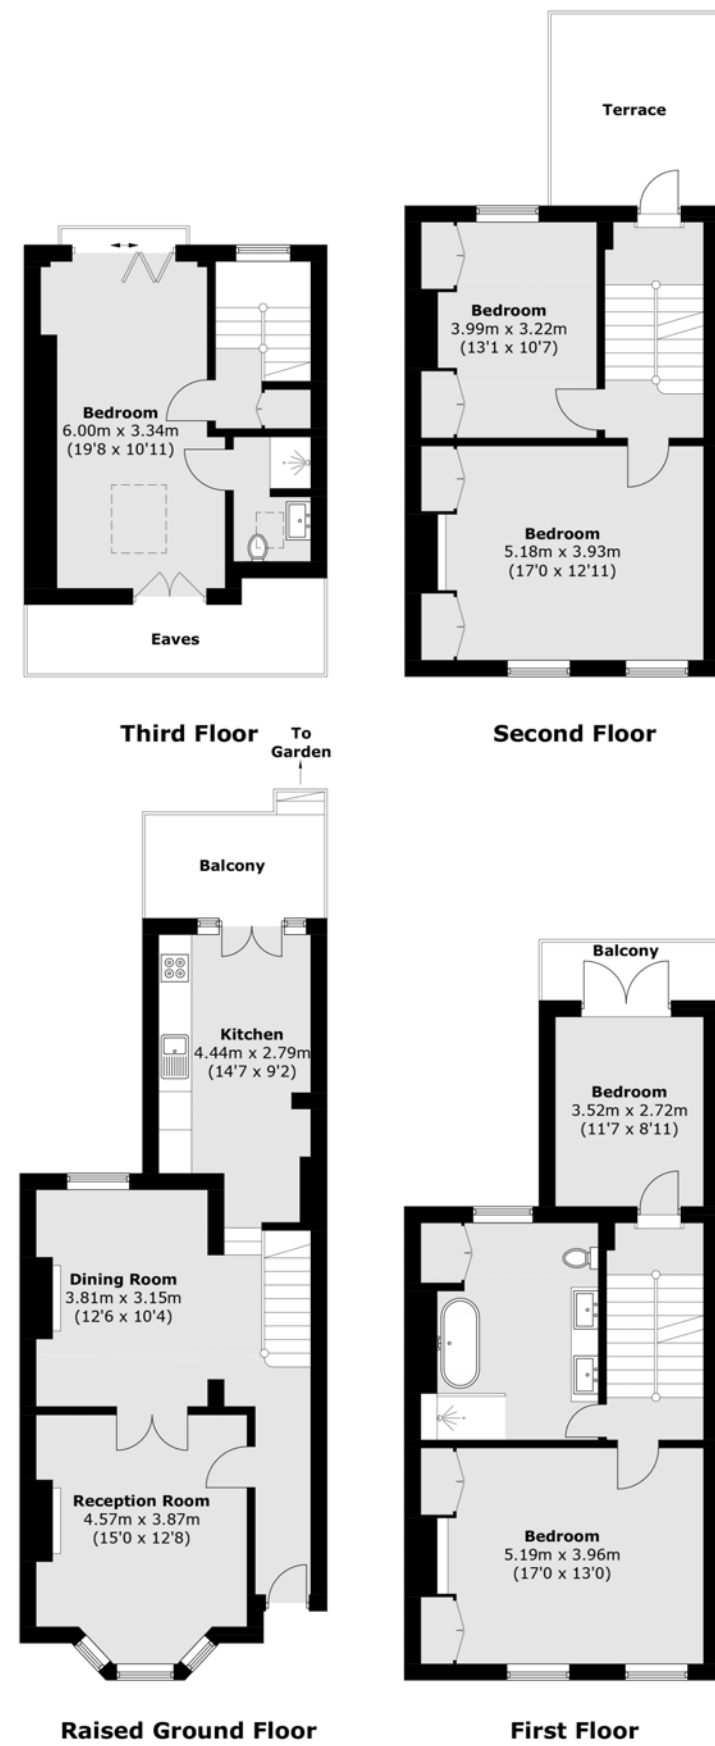 Terrace
Bedroom
3.99m x 3.22m
(13'1 x 10'7)
Bedroom
5.18m x 3.93m
(17'0 x 12'11)
Second Floor
Bedroom
6.00m x 3.34m
(19'8 x 10'11)
Eaves
Third Floor
To
Garden
Balcony
Kitchen
4.44m x 2.79m
(14'7 x 9'2)
Dining Room
3.81m x 3.15m
(12'6 x 10'4)
Reception Room
4.57m x 3.87m
(15'0 x 12'8)
Raised Ground Floor
Balcony
Bedroom
3.52m x 2.72m
(11'7 x 8'11)
Bedroom
5.19m x 3.96m
(17'0 x 13'0)
First Floor